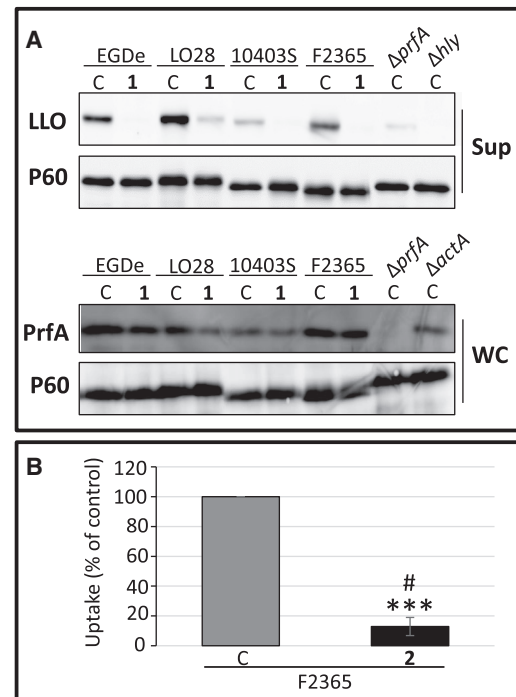 A
EGDe LO28 10403S F2365 ΔprfA Δhly
C 1 C 1 C 1 C 1 C C
LLO
P60
Sup
EGDe LO28 10403S F2365 ΔprfA ΔactA
C 1 C 1 C 1 C 1 C C
PrfA
P60
WC
B
Uptake (% of control)
120
100
80
60
40
20
0
#
***
C 2
F2365